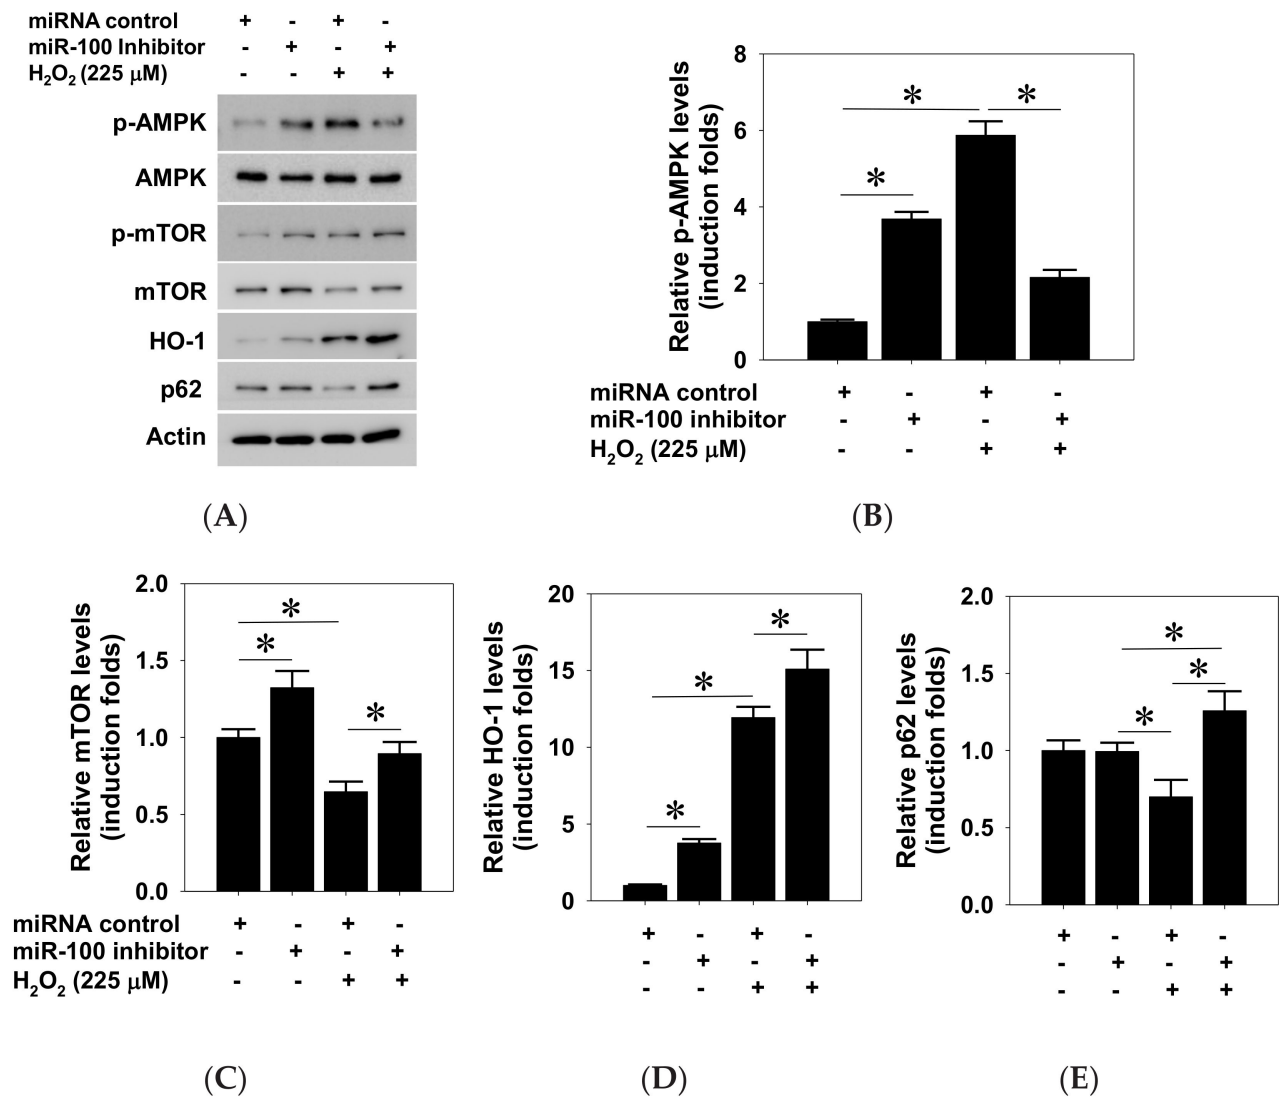 miRNA control + - + -
miR-100 Inhibitor - + - +
H₂O₂ (225 µM) - - + +
p-AMPK
AMPK
p-mTOR
mTOR
HO-1
p62
Actin
(A)
Relative p-AMPK levels
(induction folds)
8
6
4
2
0
* * *
miRNA control + - + -
miR-100 inhibitor - + - +
H₂O₂ (225 µM) - - + +
(B)
Relative mTOR levels
(induction folds)
2.0
1.5
1.0
0.5
0.0
* * *
miRNA control + - + -
miR-100 inhibitor - + - +
H₂O₂ (225 µM) - - + +
(C)
Relative HO-1 levels
(induction folds)
20
15
10
5
0
* * *
+ - + -
- + - +
- - + +
(D)
Relative p62 levels
(induction folds)
2.0
1.5
1.0
0.5
0.0
* * *
+ - + -
- + - +
- - + +
(E)